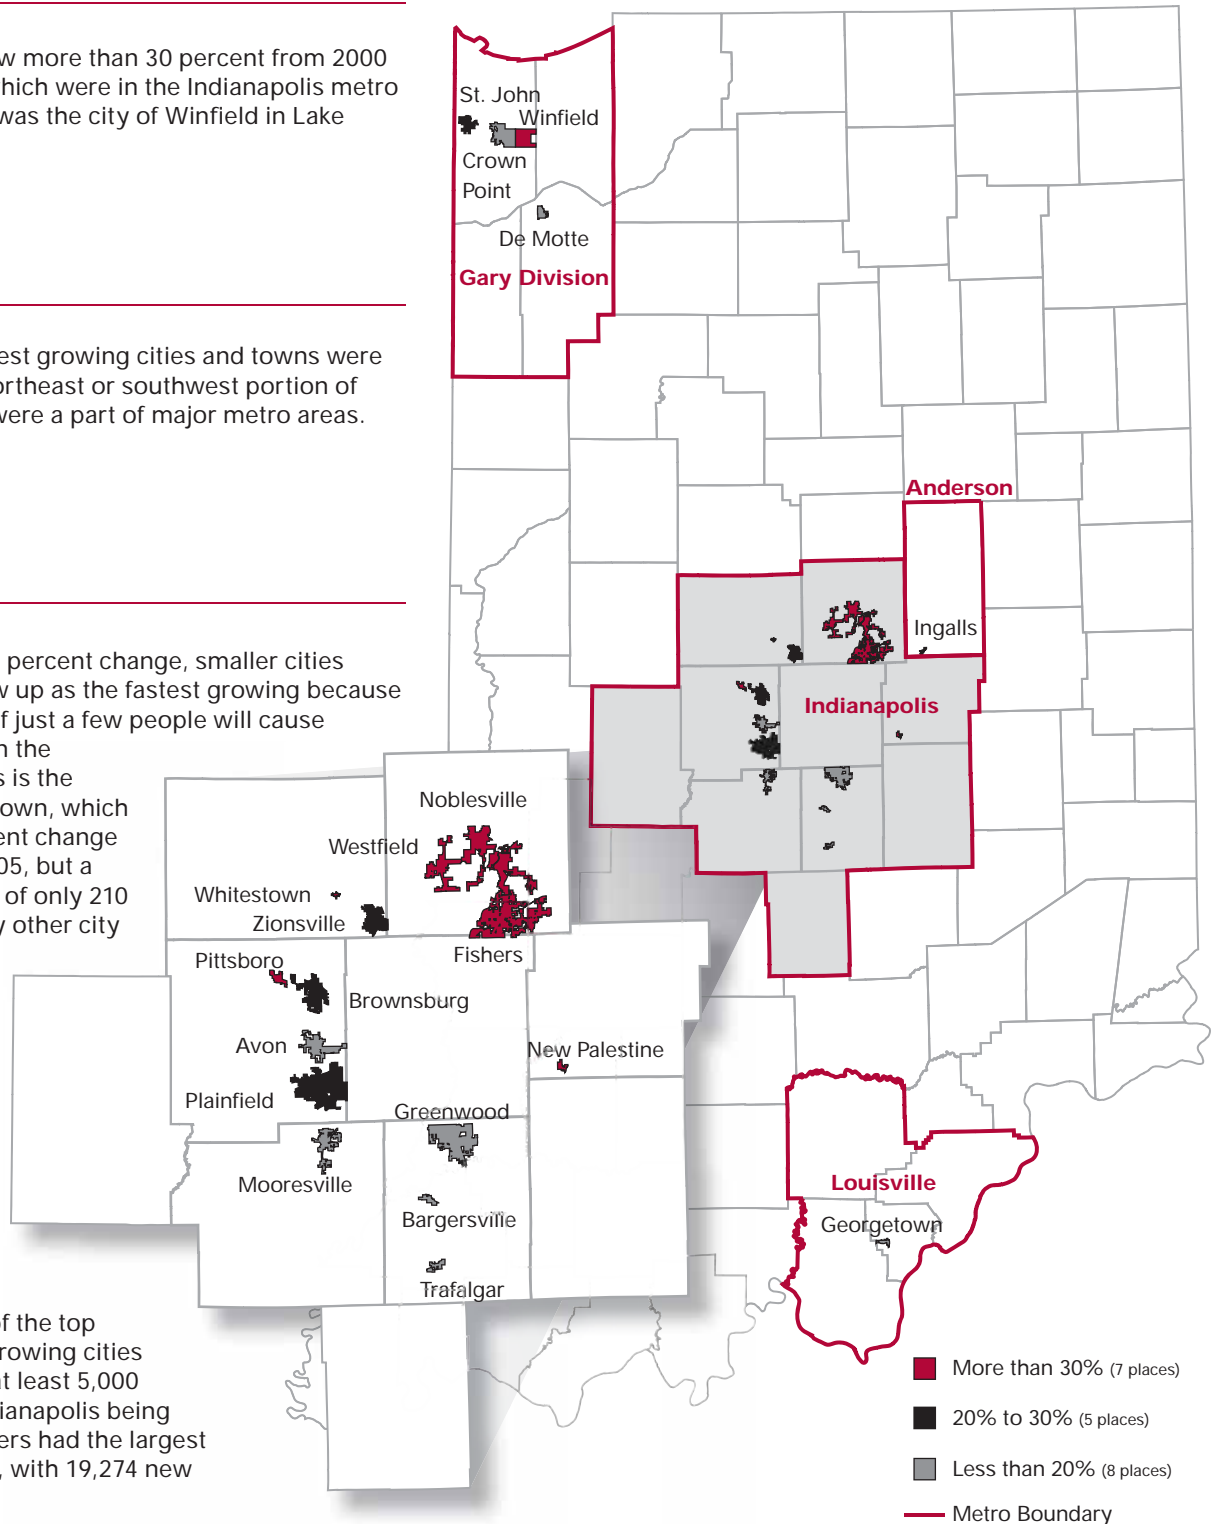 w more than 30 percent from 2000
hich were in the Indianapolis metro
was the city of Winfield in Lake
est growing cities and towns were
ortheast or southwest portion of
were a part of major metro areas.
percent change, smaller cities
w up as the fastest growing because
f just a few people will cause
n the
s is the
own, which
ent change
05, but a
of only 210
y other city
of the top
rowing cities
at least 5,000
dianapolis being
ers had the largest
, with 19,274 new
St. John
Winfield
Crown
Point
De Motte
Gary Division
Anderson
Ingalls
Indianapolis
Noblesville
Westfield
Whitestown
Zionsville
Fishers
Pittsboro
Brownsburg
Avon
New Palestine
Plainfield
Greenwood
Mooresville
Bargersville
Trafalgar
Louisville
Georgetown
More than 30% (7 places)
20% to 30% (5 places)
Less than 20% (8 places)
Metro Boundary